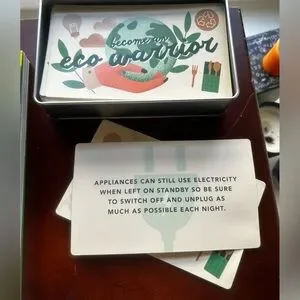 become an
eco warrior
APPLIANCES CAN STILL USE ELECTRICITY
WHEN LEFT ON STANDBY SO BE SURE
TO SWITCH OFF AND UNPLUG AS
MUCH AS POSSIBLE EACH NIGHT.